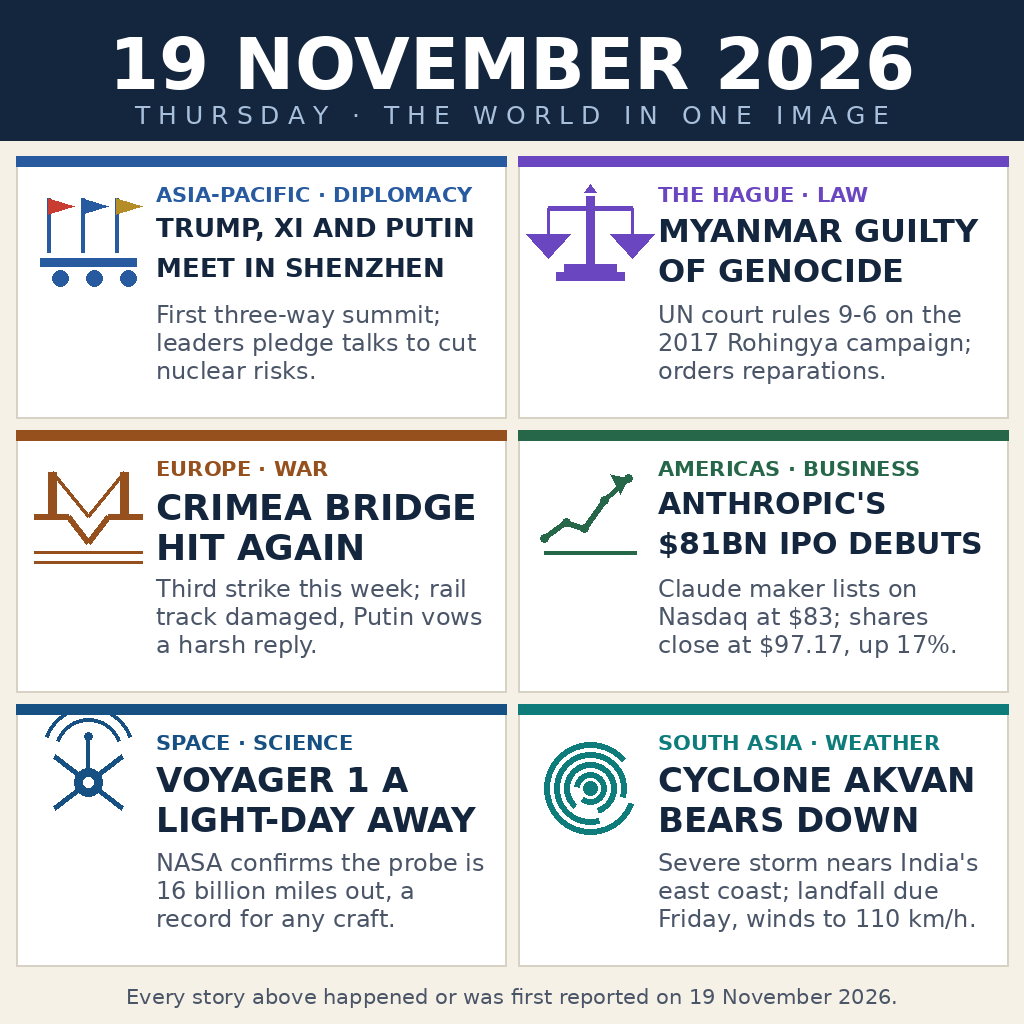 19 NOVEMBER 2026
THURSDAY · THE WORLD IN ONE IMAGE
ASIA-PACIFIC · DIPLOMACY
TRUMP, XI AND PUTIN
MEET IN SHENZHEN
First three-way summit;
leaders pledge talks to cut
nuclear risks.
THE HAGUE · LAW
MYANMAR GUILTY
OF GENOCIDE
UN court rules 9-6 on the
2017 Rohingya campaign;
orders reparations.
EUROPE · WAR
CRIMEA BRIDGE
HIT AGAIN
Third strike this week; rail
track damaged, Putin vows
a harsh reply.
AMERICAS · BUSINESS
ANTHROPIC'S
$81BN IPO DEBUTS
Claude maker lists on
Nasdaq at $83; shares
close at $97.17, up 17%.
SPACE · SCIENCE
VOYAGER 1 A
LIGHT-DAY AWAY
NASA confirms the probe is
16 billion miles out, a
record for any craft.
SOUTH ASIA · WEATHER
CYCLONE AKVAN
BEARS DOWN
Severe storm nears India's
east coast; landfall due
Friday, winds to 110 km/h.
Every story above happened or was first reported on 19 November 2026.